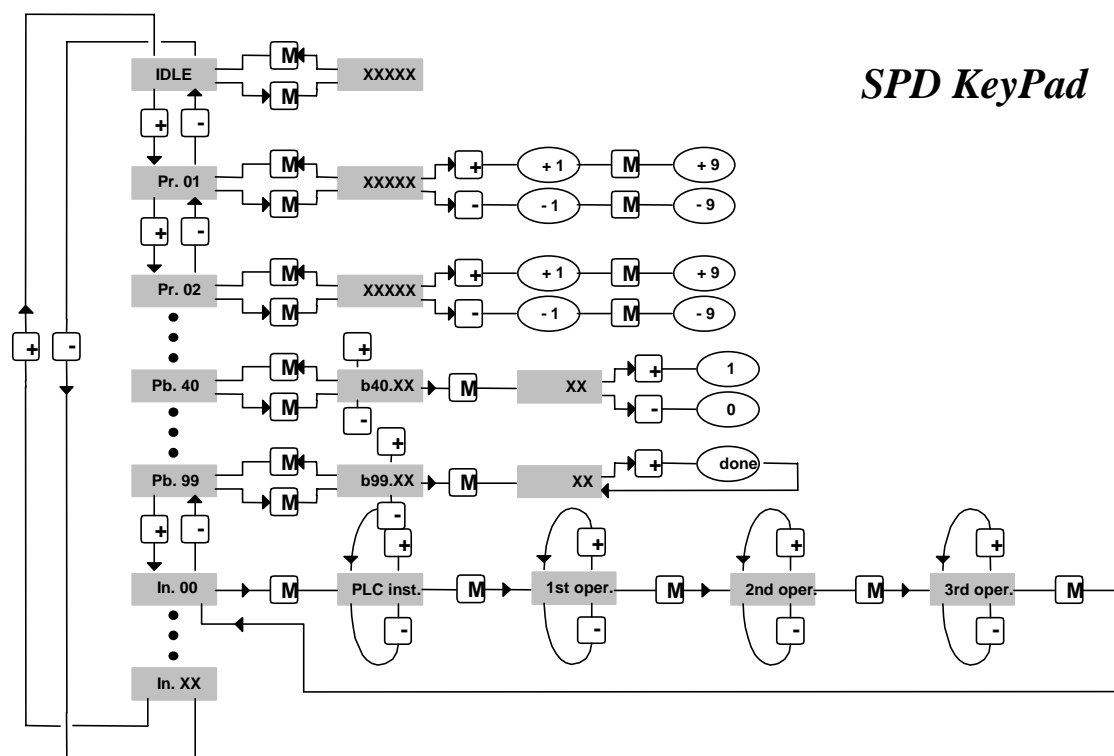 SPD KeyPad
M
IDLE XXXXX
M
+ -
M + +1 M +9
Pr. 01 XXXXX
M - -1 M -9
+ -
M + +1 M +9
Pr. 02 XXXXX
M - -1 M -9
+ -
+
M + 1
Pb. 40 b40.XX M XX
M - 0
-
+
M + done
Pb. 99 b99.XX M XX
M
-
+ - + + + +
In. 00 M PLC inst. M 1st oper. M 2nd oper. M 3rd oper. M
- - - -
In. XX